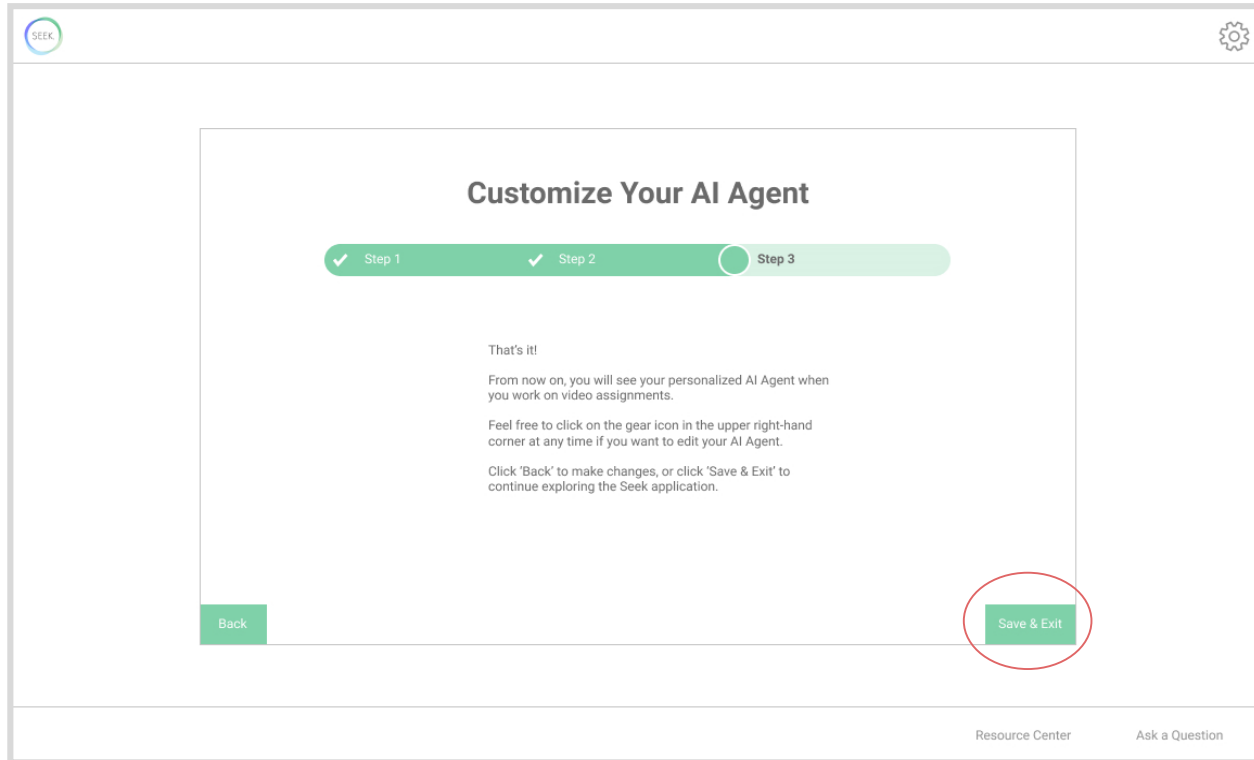 SEEK.
Customize Your AI Agent
Step 1
Step 2
Step 3
That's it!
From now on, you will see your personalized AI Agent when
you work on video assignments.
Feel free to click on the gear icon in the upper right-hand
corner at any time if you want to edit your AI Agent.
Click 'Back' to make changes, or click 'Save & Exit' to
continue exploring the Seek application.
Back
Save & Exit
Resource Center
Ask a Question